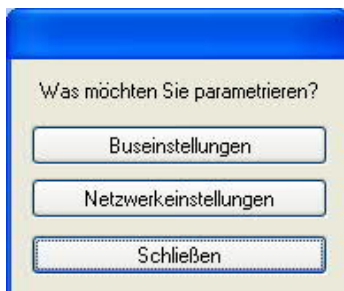 Was möchten Sie parametrieren?
Buseinstellungen
Netzwerkeinstellungen
Schließen